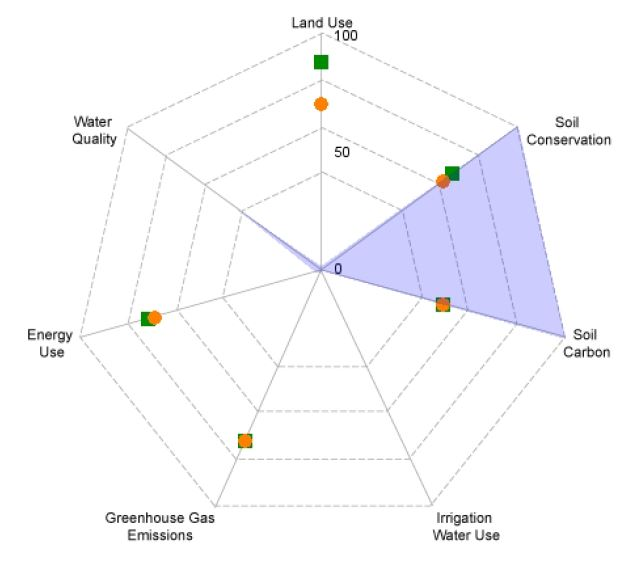 Land Use
100
Water
Quality
Soil
Conservation
50
0
Energy
Use
Soil
Carbon
Greenhouse Gas
Emissions
Irrigation
Water Use